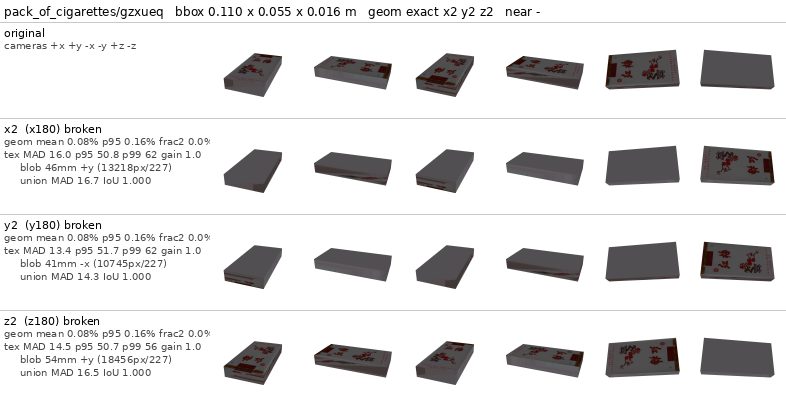 pack_of_cigarettes/gzxueq bbox 0.110 x 0.055 x 0.016 m geom exact x2 y2 z2 near -
original
cameras +x +y -x -y +z -z
x2 (x180) broken
geom mean 0.08% p95 0.16% frac2 0.0%
tex MAD 16.0 p95 50.8 p99 62 gain 1.0
blob 46mm +y (13218px/227)
union MAD 16.7 IoU 1.000
y2 (y180) broken
geom mean 0.08% p95 0.16% frac2 0.0%
tex MAD 13.4 p95 51.7 p99 62 gain 1.0
blob 41mm -x (10745px/227)
union MAD 14.3 IoU 1.000
z2 (z180) broken
geom mean 0.08% p95 0.16% frac2 0.0%
tex MAD 14.5 p95 50.7 p99 56 gain 1.0
blob 54mm +y (18456px/227)
union MAD 16.5 IoU 1.000